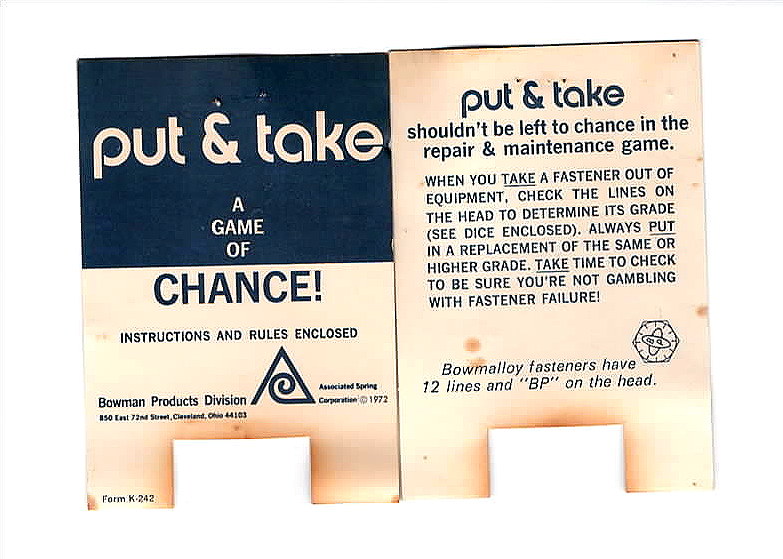 put & take
A
GAME
OF
CHANCE!
INSTRUCTIONS AND RULES ENCLOSED
Bowman Products Division
850 East 72nd Street, Cleveland, Ohio 44103
Associated Spring
Corporation © 1972
Form K-242
put & take
shouldn't be left to chance in the
repair & maintenance game.
WHEN YOU TAKE A FASTENER OUT OF
EQUIPMENT, CHECK THE LINES ON
THE HEAD TO DETERMINE ITS GRADE
(SEE DICE ENCLOSED). ALWAYS PUT
IN A REPLACEMENT OF THE SAME OR
HIGHER GRADE. TAKE TIME TO CHECK
TO BE SURE YOU'RE NOT GAMBLING
WITH FASTENER FAILURE!
Bowmalloy fasteners have
12 lines and "BP" on the head.